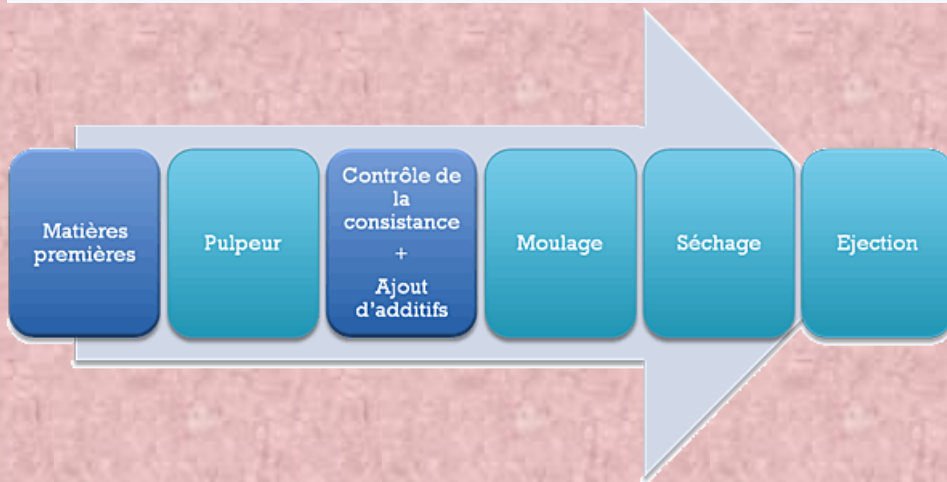 Matières
premières
Pulpeur
Contrôle de
la
consistance
+
Ajout
d'additifs
Moulage
Séchage
Ejection